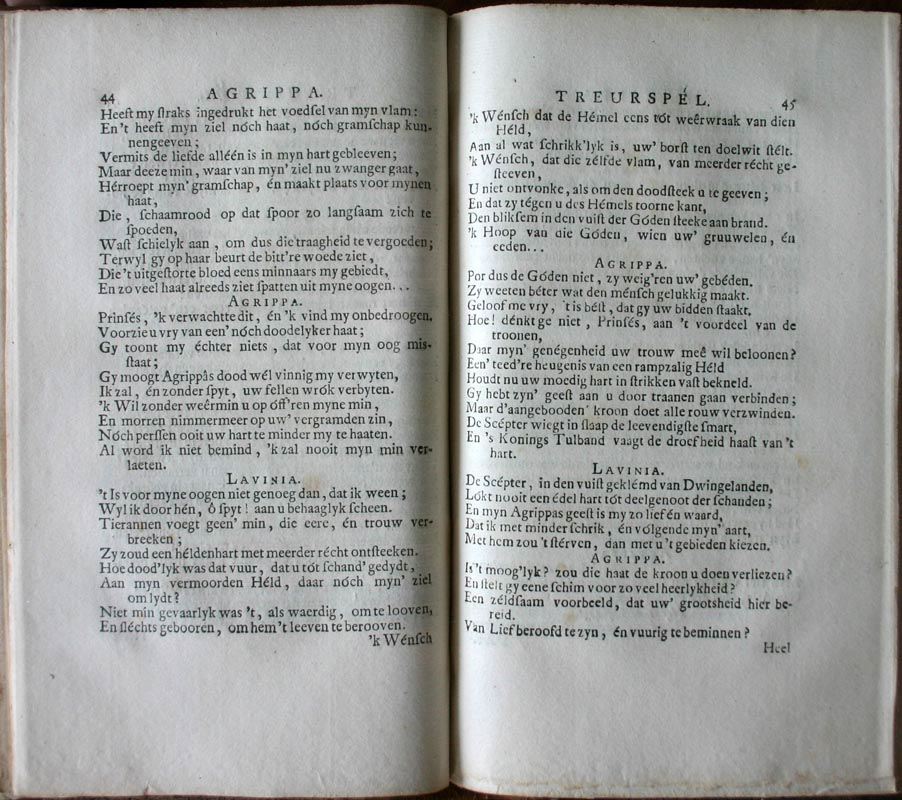 44 AGRIPPA.
Heeft my ſtraks ingedrukt het voedſel van myn vlam:
En 't heeft myn ziel nóch haat, nóch gramſchap kun-
nengeeven;
Vermits de liefde alléén is in myn hart gebleeven;
Maar deeze min, waar van myn' ziel nu zwanger gaat,
Hérroept myn' gramſchap, én maakt plaats voor mynen
haat,
Die, ſchaamrood op dat ſpoor zo langſaam zich te
ſpoeden,
Waſt ſchielyk aan, om dus die traagheid te vergoeden;
Terwyl gy op haar beurt de bitt're woede ziet,
Die 't uitgeſtorte bloed eens minnaars my gebiedt,
En zo veel haat alreeds ziet ſpatten uit myne oogen...
AGRIPPA.
Prinſés, 'k verwachtte dit, én 'k vind my onbedroogen.
Voorzie u vry van een' nóch doodelyker haat;
Gy toont my échter niets, dat voor myn oog mis-
ſtaat;
Gy moogt Agrippâs dood wél vinnig my verwyten,
Ik zal, én zonder ſpyt, uw fellen wrók verbyten.
'k Wil zonder weêrmin u op óff'ren myne min,
En morren nimmermeer op uw' vergramden zin,
Nóch perſſen ooit uw hart te minder my te haaten.
Al word ik niet bemind, 'k zal nooit myn min ver-
laeten.
LAVINIA.
't Is voor myne oogen niet genoeg dan, dat ik ween;
Wyl ik door hén, ô ſpyt! aan u behaaglyk ſcheen.
Tierannen voegt geen' min, die eere, én trouw ver-
breeken;
Zy zoud een héldenhart met meerder récht ontſteeken.
Hoe dood'lyk was dat vuur, dat u tót ſchand' gedydt,
Aan myn vermoorden Héld, daar nóch myn' ziel
om lydt?
Niet min gevaarlyk was 't, als waerdig, om te looven,
En ſléchts gebooren, om hem 't leeven te berooven.
'k Wénſch
TREURSPÉL. 45
'k Wénſch dat de Hémel eens tót weêrwraak van dien
Héld,
Aan al wat ſchrikk'lyk is, uw' borſt ten doelwit ſtélt.
'k Wénſch, dat die zélfde vlam, van meerder récht ge-
ſteeven,
U niet ontvonke, als om den doodſteek u te geeven;
En dat zy tégen u des Hémels toorne kant,
Den blikſem in den vuiſt der Góden ſteeke aan brand.
'k Hoop van die Góden, wien uw' gruuwelen, én
eeden...
AGRIPPA.
Por dus de Góden niet, zy weig'ren uw' gebéden.
Zy weeten béter wat den ménſch gelukkig maakt.
Geloof me vry, 't is béſt, dat gy uw bidden ſtaakt.
Hoe! dénkt ge niet, Prinſés, aan 't voordeel van de
troonen,
Daar myn' genégenheid uw trouw meê wil beloonen?
Een' teed're heugenis van een rampzalig Héld
Houdt nu uw moedig hart in ſtrikken vaſt bekneld.
Gy hebt zyn' geeſt aan u door traanen gaan verbinden;
Maar d'aangebooden' kroon doet alle rouw verzwinden.
De Scépter wiegt in ſlaap de leevendigſte ſmart,
En 's Konings Tulband vaagt de droefheid haaſt van 't
hart.
LAVINIA.
De Scépter, in den vuiſt geklémd van Dwingelanden,
Lókt nooit een édel hart tót deelgenoot der ſchanden;
En myn Agrippas geeſt is my zo lief én waard,
Dat ik met minder ſchrik, én vólgende myn' aart,
Met hem zou 't ſtérven, dan met u 't gebieden kiezen.
AGRIPPA.
Is 't moog'lyk? zou die haat de kroon u doen verliezen?
En ſtelt gy eene ſchim voor zo veel heerlykheid?
Een zéldſaam voorbeeld, dat uw' grootsheid hier be-
reid.
Van Lief beroofd te zyn, én vuurig te beminnen?
Heel